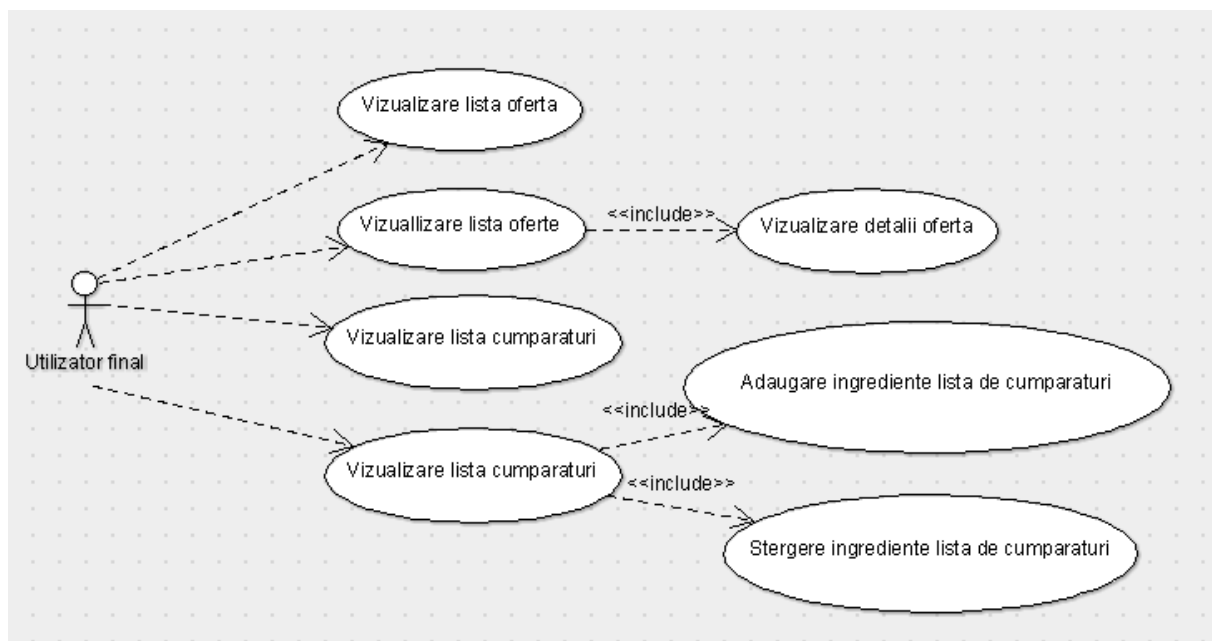 Vizualizare lista oferta
Vizuallizare lista oferte
<<include>>
Vizualizare detalii oferta
Vizualizare lista cumparaturi
Utilizator final
Adaugare ingrediente lista de cumparaturi
<<include>>
Vizualizare lista cumparaturi
<<include>>
Stergere ingrediente lista de cumparaturi